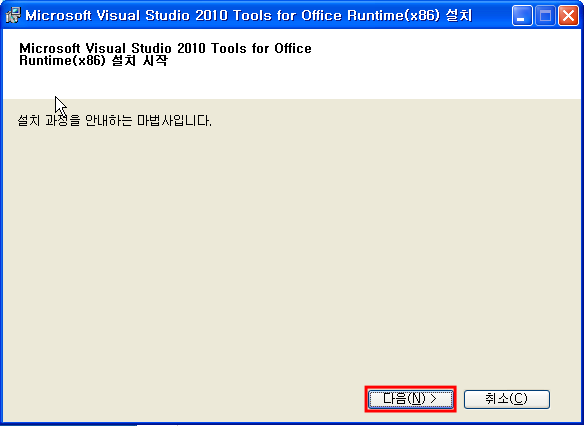 Microsoft Visual Studio 2010 Tools for Office Runtime(x86) 설치
Microsoft Visual Studio 2010 Tools for Office
Runtime(x86) 설치 시작
설치 과정을 안내하는 마법사입니다.
다음(N) > 취소(C)